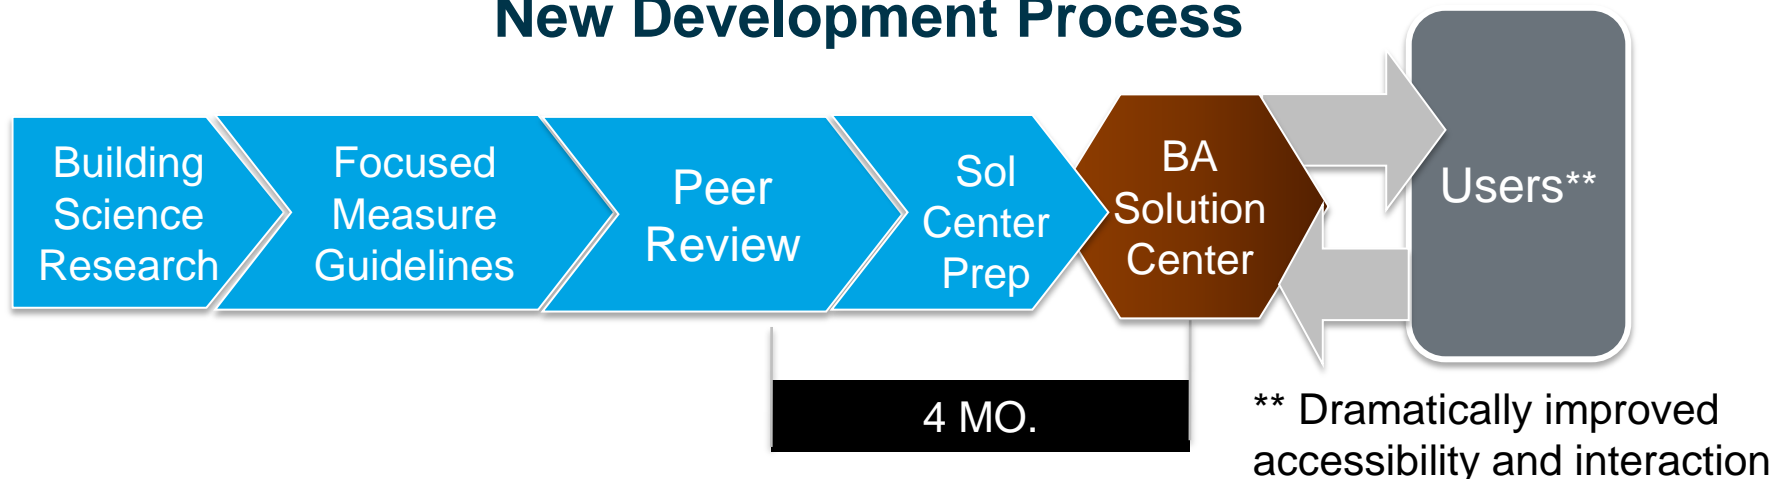 New Development Process
Building
Science
Research
Focused
Measure
Guidelines
Peer
Review
Sol
Center
Prep
BA
Solution
Center
Users**
4 MO.
** Dramatically improved
accessibility and interaction